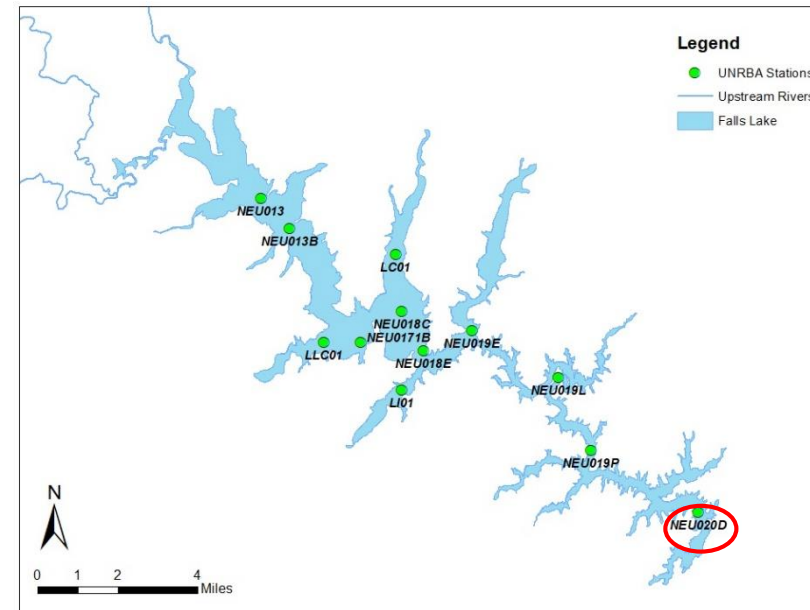 Legend
UNRBA Stations
Upstream Rivers
Falls Lake
NEU013
NEU013B
LC01
NEU018C
NEU0171B
NEU019E
LLC01
NEU018E
NEU019L
LI01
NEU019P
NEU020D
N
0 1 2 4
Miles